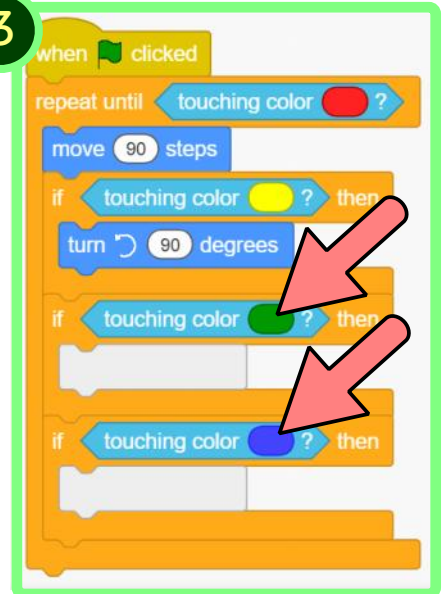 3
when clicked
repeat until touching color ?
move 90 steps
if touching color ? then
turn 90 degrees
if touching color ? then
if touching color ? then